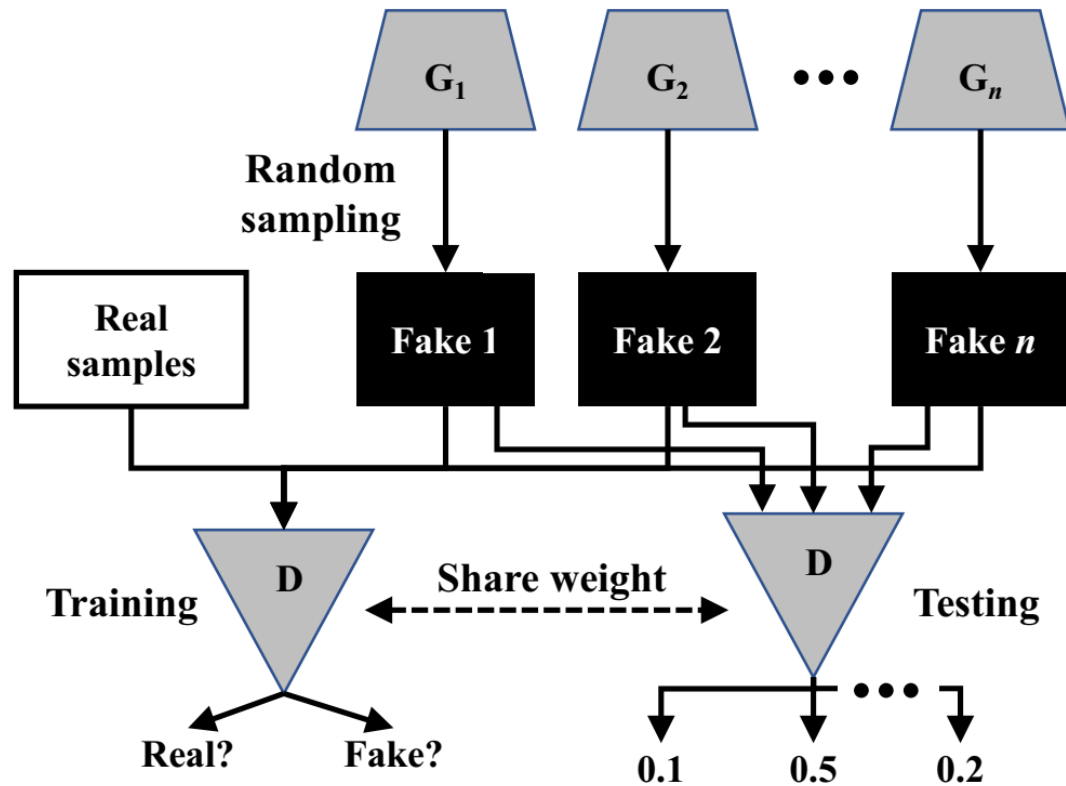 G₁
G₂
•••
Gₙ
Random
sampling
Real
samples
Fake 1
Fake 2
Fake n
D
D
Training
Share weight
Testing
•••
Real?
Fake?
0.1
0.5
0.2